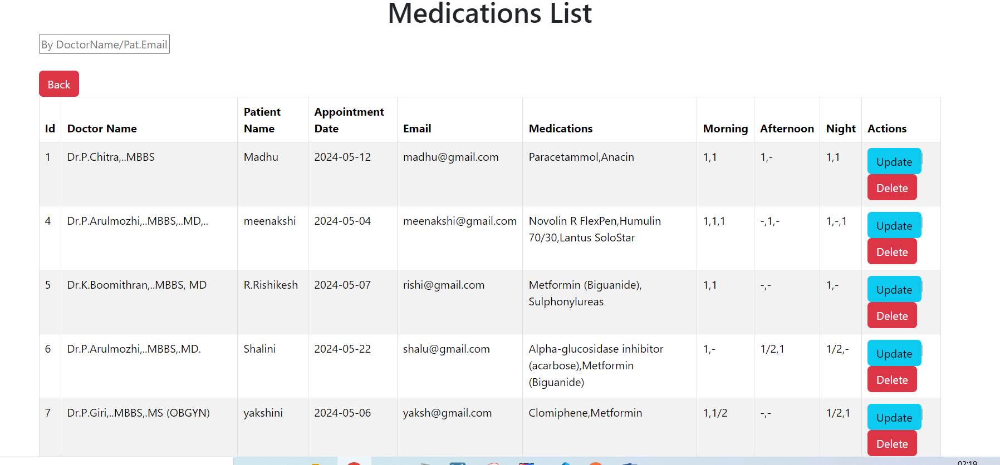 Medications List
By DoctorName/Pat.Email
Back
Id Doctor Name Patient Name Appointment Date Email Medications Morning Afternoon Night Actions
1 Dr.P.Chitra,..MBBS Madhu 2024-05-12 madhu@gmail.com Paracetammol,Anacin 1,1 1,- 1,1 Update
Delete
4 Dr.P.Arulmozhi,..MBBS,..MD,.. meenakshi 2024-05-04 meenakshi@gmail.com Novolin R FlexPen,Humulin 1,1,1 -,1,- 1,-,1 Update
70/30,Lantus SoloStar
Delete
5 Dr.K.Boomithran,..MBBS, MD R.Rishikesh 2024-05-07 rishi@gmail.com Metformin (Biguanide), 1,1 -,- 1,- Update
Sulphonylureas
Delete
6 Dr.P.Arulmozhi,..MBBS,.MD. Shalini 2024-05-22 shalu@gmail.com Alpha-glucosidase inhibitor 1,- 1/2,1 1/2,- Update
(acarbose),Metformin
(Biguanide)
Delete
7 Dr.P.Giri,..MBBS,.MS (OBGYN) yakshini 2024-05-06 yaksh@gmail.com Clomiphene,Metformin 1,1/2 -,- 1/2,1 Update
Delete
02:19